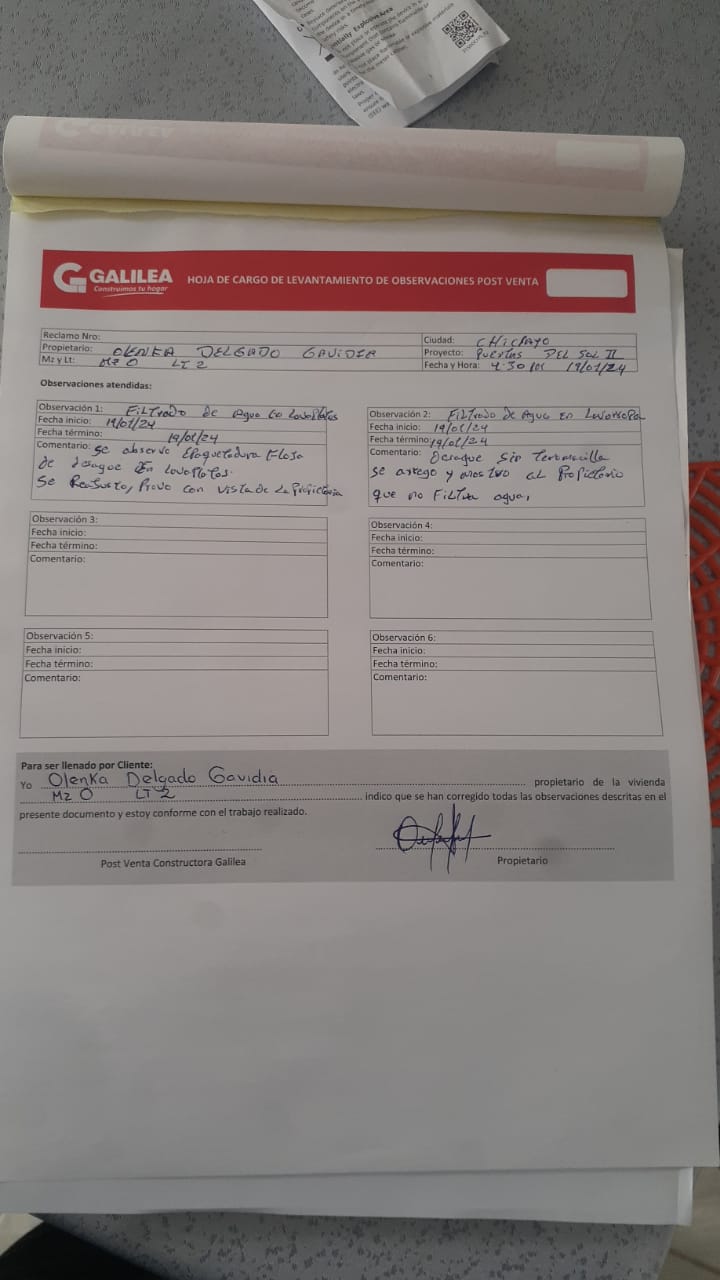 Potentially Explosive Area
GALILEA
Construimos tu hogar
HOJA DE CARGO DE LEVANTAMIENTO DE OBSERVACIONES POST VENTA
Reclamo Nro:
Propietario: OLENKA DELGADO GAVIDIA
Mz y Lt: Mz O LT 2
Ciudad: CHICLAYO
Proyecto: PUERTAS DEL SOL II
Fecha y Hora: 4:30 19/01/24
Observaciones atendidas:
Observación 1: FILTRADO DE AGUA EN LAVAPLATOS
Fecha inicio: 19/01/24
Fecha término: 19/01/24
Comentario: Se observo Enpaquetadura Floja
de desague En lavaplatos.
Se Reajusto, Probo con vista de la Propietaria
Observación 2: FILTRADO DE AGUA EN LAVAROPA
Fecha inicio: 19/01/24
Fecha término: 19/01/24
Comentario: Desague Sin
Se arreglo y mostro al Propietario
que no Filtra agua,
Observación 3:
Fecha inicio:
Fecha término:
Comentario:
Observación 4:
Fecha inicio:
Fecha término:
Comentario:
Observación 5:
Fecha inicio:
Fecha término:
Comentario:
Observación 6:
Fecha inicio:
Fecha término:
Comentario:
Para ser llenado por Cliente:
Yo Olenka Delgado Gavidia propietario de la vivienda
Mz O LT 2 indico que se han corregido todas las observaciones descritas en el
presente documento y estoy conforme con el trabajo realizado.
Post Venta Constructora Galilea
Propietario